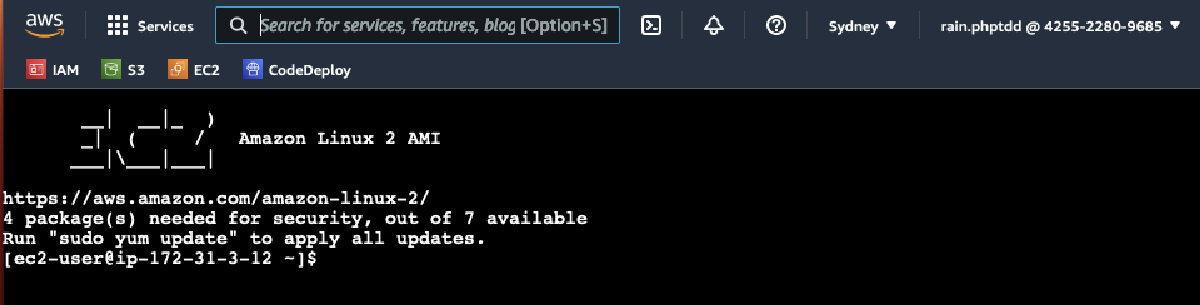 aws
Services
Search for services, features, blog [Option+S]
Sydney ▼
rain.phptdd @ 4255-2280-9685 ▼
IAM
S3
EC2
CodeDeploy
       __|  __|_  )
       _|  (     /   Amazon Linux 2 AMI
      ___|\___|___|
https://aws.amazon.com/amazon-linux-2/
4 package(s) needed for security, out of 7 available
Run "sudo yum update" to apply all updates.
[ec2-user@ip-172-31-3-12 ~]$